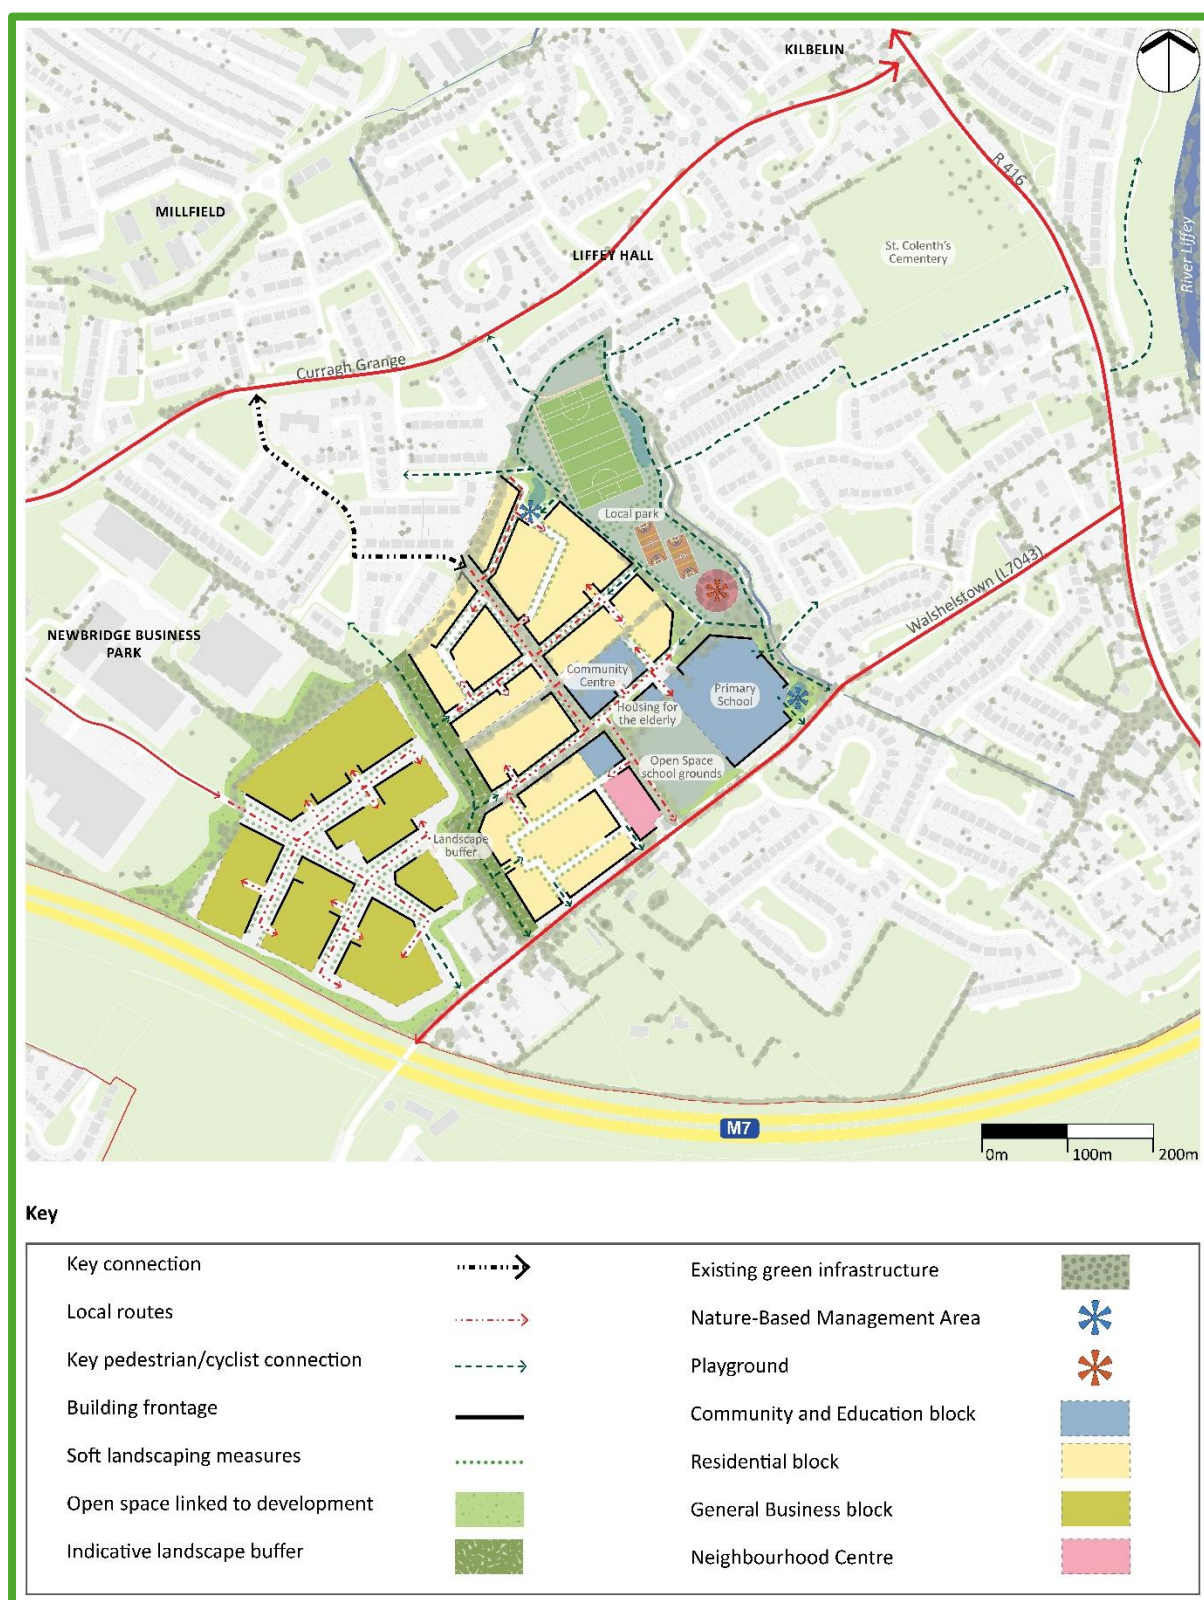 KILBELIN
R 416
MILLFIELD
LIFFEY HALL
St. Colenth's
Cementery
River Liffey
Curragh Grange
Local park
Walshelstown (L7043)
NEWBRIDGE BUSINESS
PARK
Community
Centre
Primary
School
Housing for
the elderly
Open Space
school grounds
Landscape
buffer
M7
0m 100m 200m
Key
Key connection
Local routes
Key pedestrian/cyclist connection
Building frontage
Soft landscaping measures
Open space linked to development
Indicative landscape buffer
Existing green infrastructure
Nature-Based Management Area
Playground
Community and Education block
Residential block
General Business block
Neighbourhood Centre